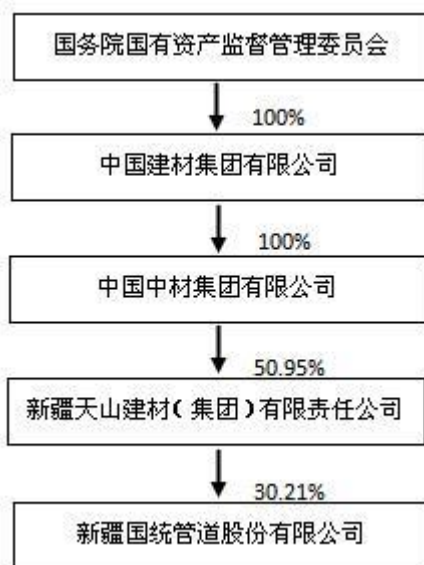 国务院国有资产监督管理委员会
100%
中国建材集团有限公司
100%
中国中材集团有限公司
50.95%
新疆天山建材（集团）有限责任公司
30.21%
新疆国统管道股份有限公司